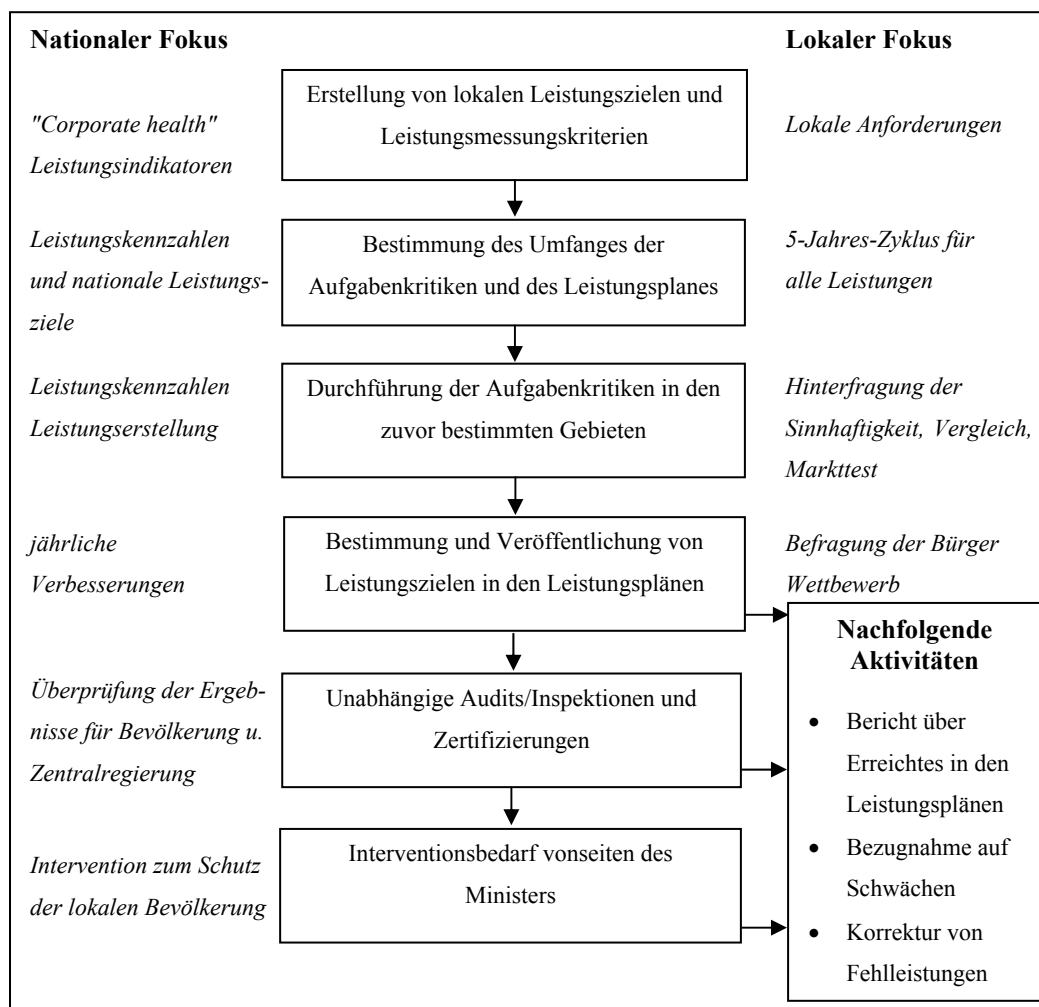 Nationaler Fokus
Lokaler Fokus
"Corporate health"
Leistungsindikatoren
Erstellung von lokalen Leistungszielen und
Leistungsmessungskriterien
Lokale Anforderungen
Leistungskennzahlen
und nationale Leistungs-
ziele
Bestimmung des Umfanges der
Aufgabenkritiken und des Leistungsplanes
5-Jahres-Zyklus für
alle Leistungen
Leistungskennzahlen
Leistungserstellung
Durchführung der Aufgabenkritiken in den
zuvor bestimmten Gebieten
Hinterfragung der
Sinnhaftigkeit, Vergleich,
Markttest
jährliche
Verbesserungen
Bestimmung und Veröffentlichung von
Leistungszielen in den Leistungsplänen
Befragung der Bürger
Wettbewerb
Überprüfung der Ergeb-
nisse für Bevölkerung u.
Zentralregierung
Unabhängige Audits/Inspektionen und
Zertifizierungen
Intervention zum Schutz
der lokalen Bevölkerung
Interventionsbedarf vonseiten des
Ministers
Nachfolgende
Aktivitäten
• Bericht über
Erreichtes in den
Leistungsplänen
• Bezugnahme auf
Schwächen
• Korrektur von
Fehlleistungen